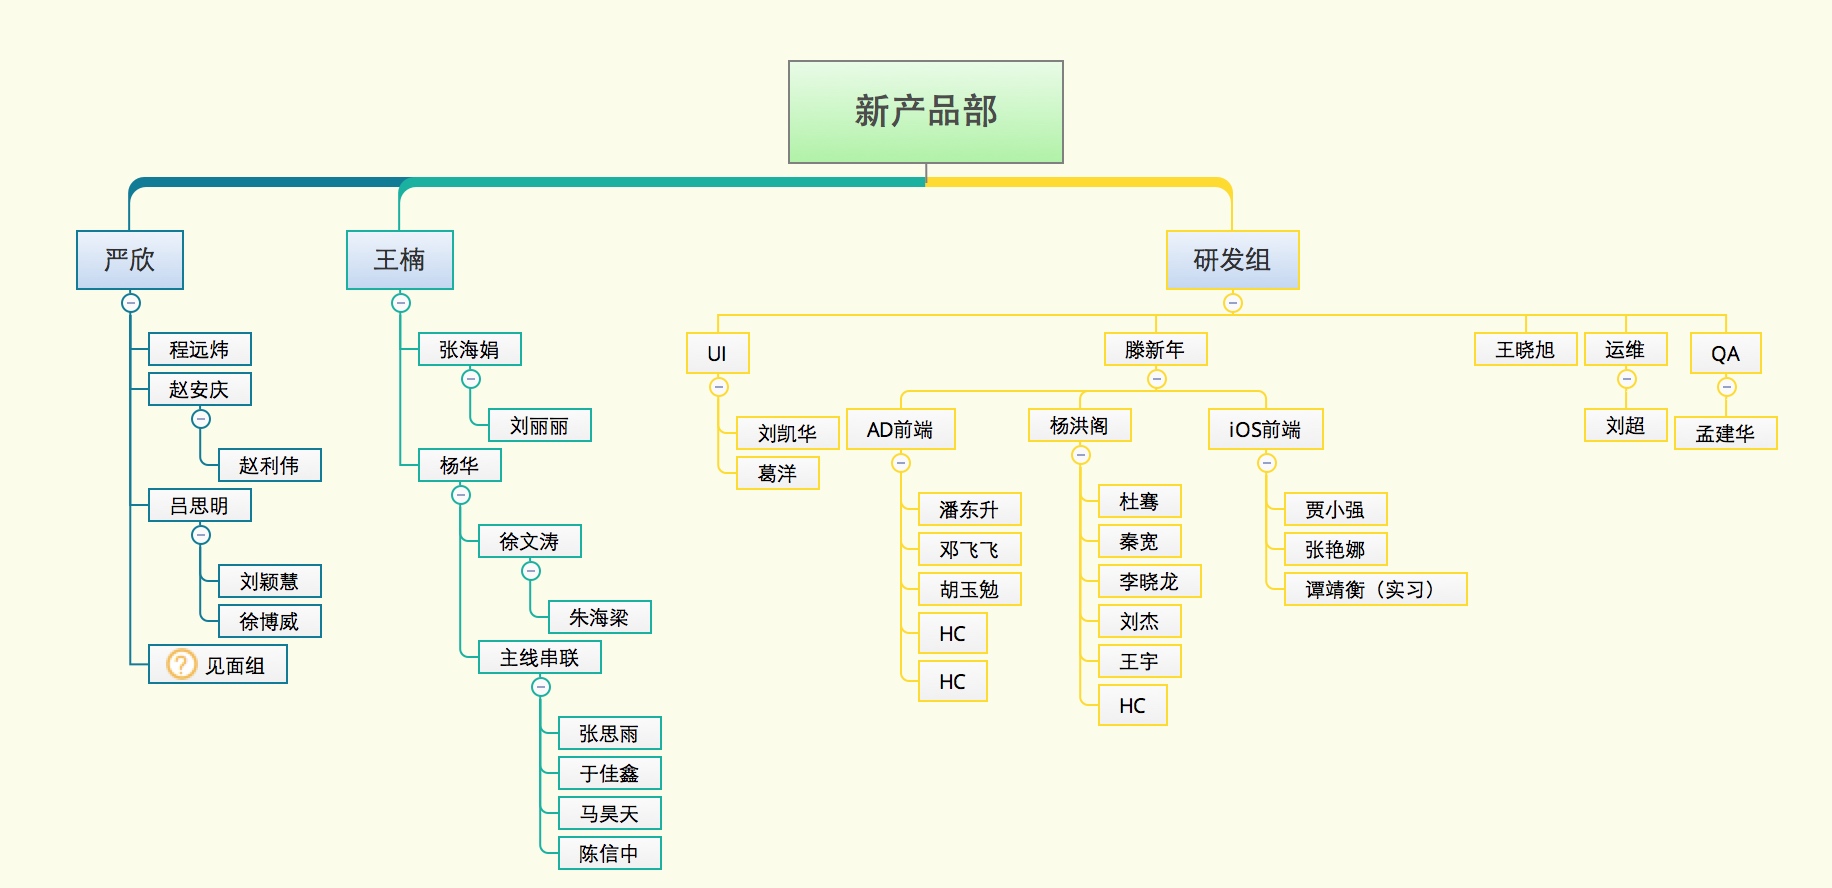 新产品部
严欣
程远炜
赵安庆
赵利伟
吕思明
刘颖慧
徐博威
? 见面组
王楠
张海娟
刘丽丽
杨华
徐文涛
朱海梁
主线串联
张思雨
于佳鑫
马昊天
陈信中
研发组
UI
刘凯华
葛洋
滕新年
AD前端
潘东升
邓飞飞
胡玉勉
HC
HC
杨洪阁
杜骞
秦宽
李晓龙
刘杰
王宇
HC
iOS前端
贾小强
张艳娜
谭靖衡（实习）
王晓旭
运维
刘超
QA
孟建华